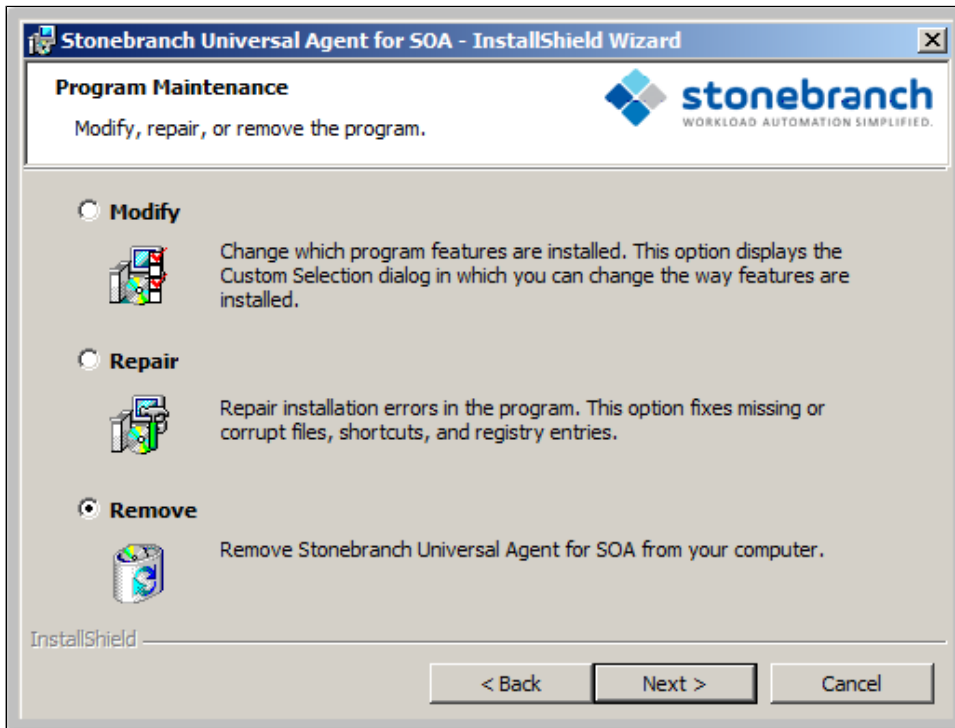 Stonebranch Universal Agent for SOA - InstallShield Wizard
Program Maintenance
Modify, repair, or remove the program.
stonebranch
WORKLOAD AUTOMATION SIMPLIFIED.
Modify
Change which program features are installed. This option displays the
Custom Selection dialog in which you can change the way features are
installed.
Repair
Repair installation errors in the program. This option fixes missing or
corrupt files, shortcuts, and registry entries.
Remove
Remove Stonebranch Universal Agent for SOA from your computer.
InstallShield
< Back
Next >
Cancel